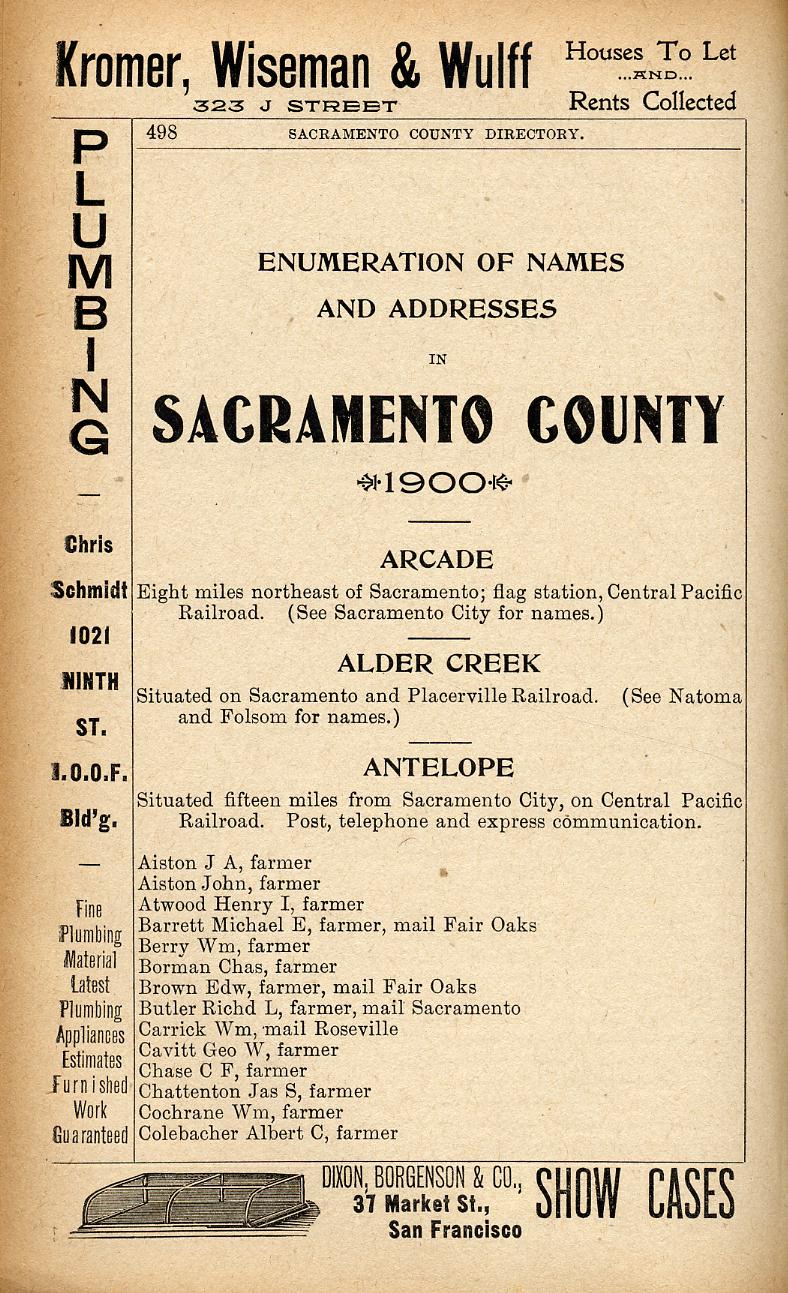 Kromer, Wiseman & Wulff
323 J STREET
Houses To Let
...AND...
Rents Collected
498
SACRAMENTO COUNTY DIRECTORY.
PLUMBING
—
Chris
Schmidt
1021
NINTH
ST.
I.O.O.F.
Bld'g.
—
Fine
Plumbing
Material
Latest
Plumbing
Appliances
Estimates
Furnished
Work
Guaranteed
ENUMERATION OF NAMES
AND ADDRESSES
IN
SACRAMENTO COUNTY
1900
ARCADE
Eight miles northeast of Sacramento; flag station, Central Pacific
Railroad. (See Sacramento City for names.)
ALDER CREEK
Situated on Sacramento and Placerville Railroad. (See Natoma
and Folsom for names.)
ANTELOPE
Situated fifteen miles from Sacramento City, on Central Pacific
Railroad. Post, telephone and express communication.
Aiston J A, farmer
Aiston John, farmer
Atwood Henry I, farmer
Barrett Michael E, farmer, mail Fair Oaks
Berry Wm, farmer
Borman Chas, farmer
Brown Edw, farmer, mail Fair Oaks
Butler Richd L, farmer, mail Sacramento
Carrick Wm, mail Roseville
Cavitt Geo W, farmer
Chase C F, farmer
Chattenton Jas S, farmer
Cochrane Wm, farmer
Colebacher Albert C, farmer
DIXON, BORGENSON & CO.,
37 Market St.,
San Francisco
SHOW CASES